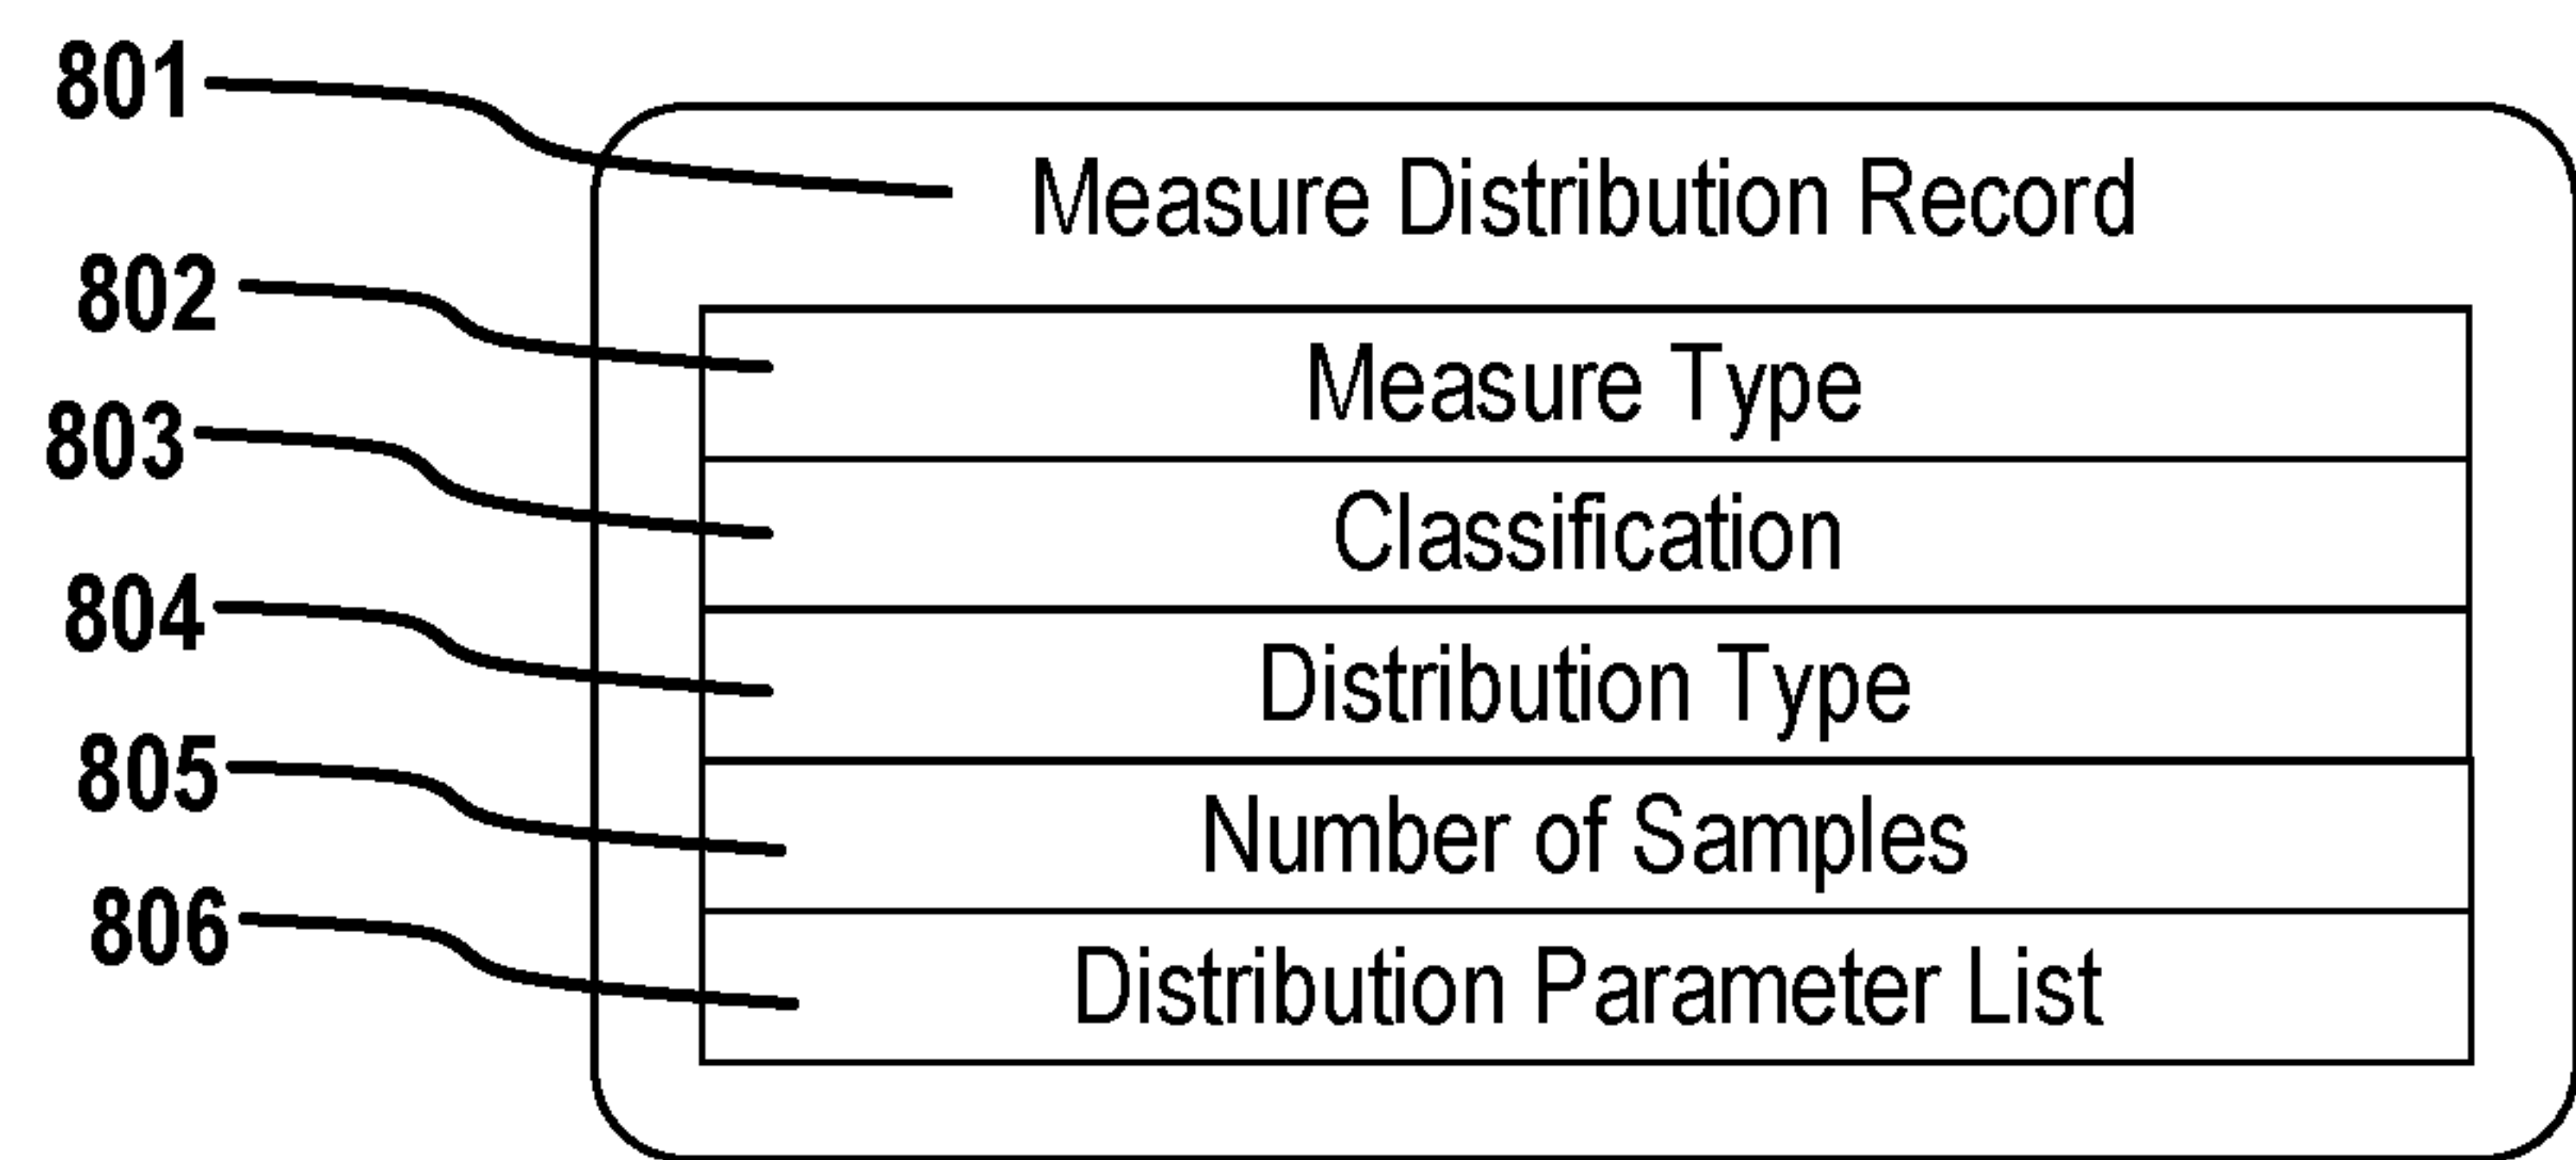 801
Measure Distribution Record
802
Measure Type
803
Classification
804
Distribution Type
805
Number of Samples
806
Distribution Parameter List